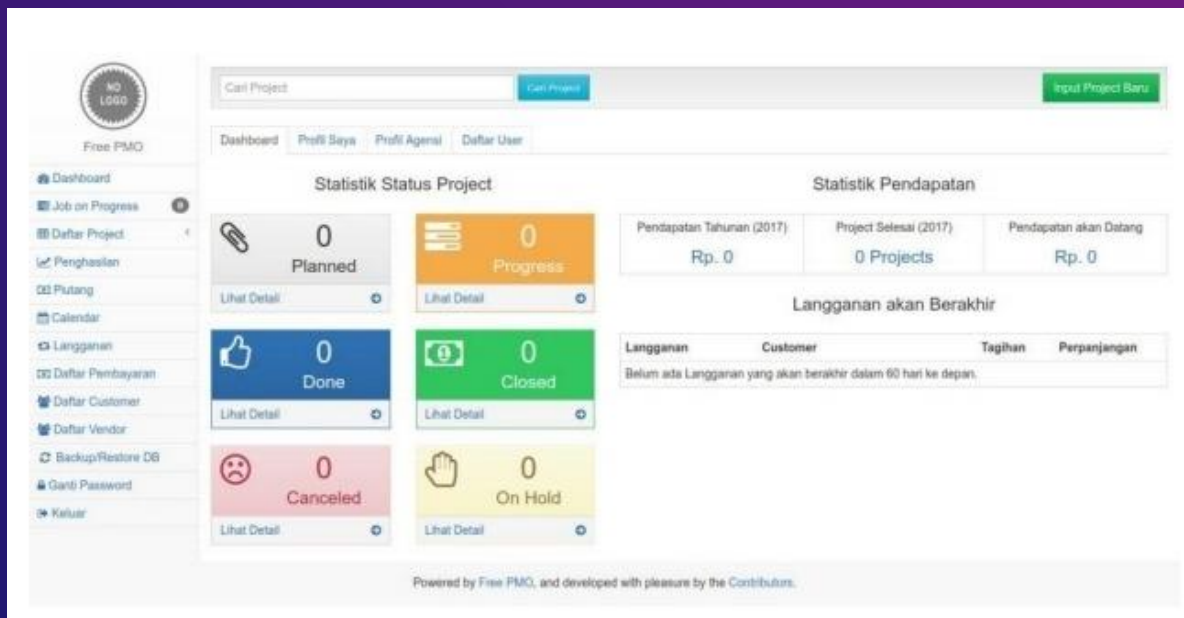 NO
LOGO
Free PMO
Dashboard
Job on Progress 0
Daftar Project
Penghasilan
Piutang
Calendar
Langganan
Daftar Pembayaran
Daftar Customer
Daftar Vendor
Backup/Restore DB
Ganti Password
Keluar
Cari Project Cari Project Input Project Baru
Dashboard Profil Saya Profil Agensi Daftar User
Statistik Status Project
0
Planned
Lihat Detail
0
Progress
Lihat Detail
0
Done
Lihat Detail
0
Closed
Lihat Detail
0
Canceled
Lihat Detail
0
On Hold
Lihat Detail
Statistik Pendapatan
Pendapatan Tahunan (2017) Project Selesai (2017) Pendapatan akan Datang
Rp. 0 0 Projects Rp. 0
Langganan akan Berakhir
Langganan Customer Tagihan Perpanjangan
Belum ada Langganan yang akan berakhir dalam 60 hari ke depan.
Powered by Free PMO, and developed with pleasure by the Contributors.